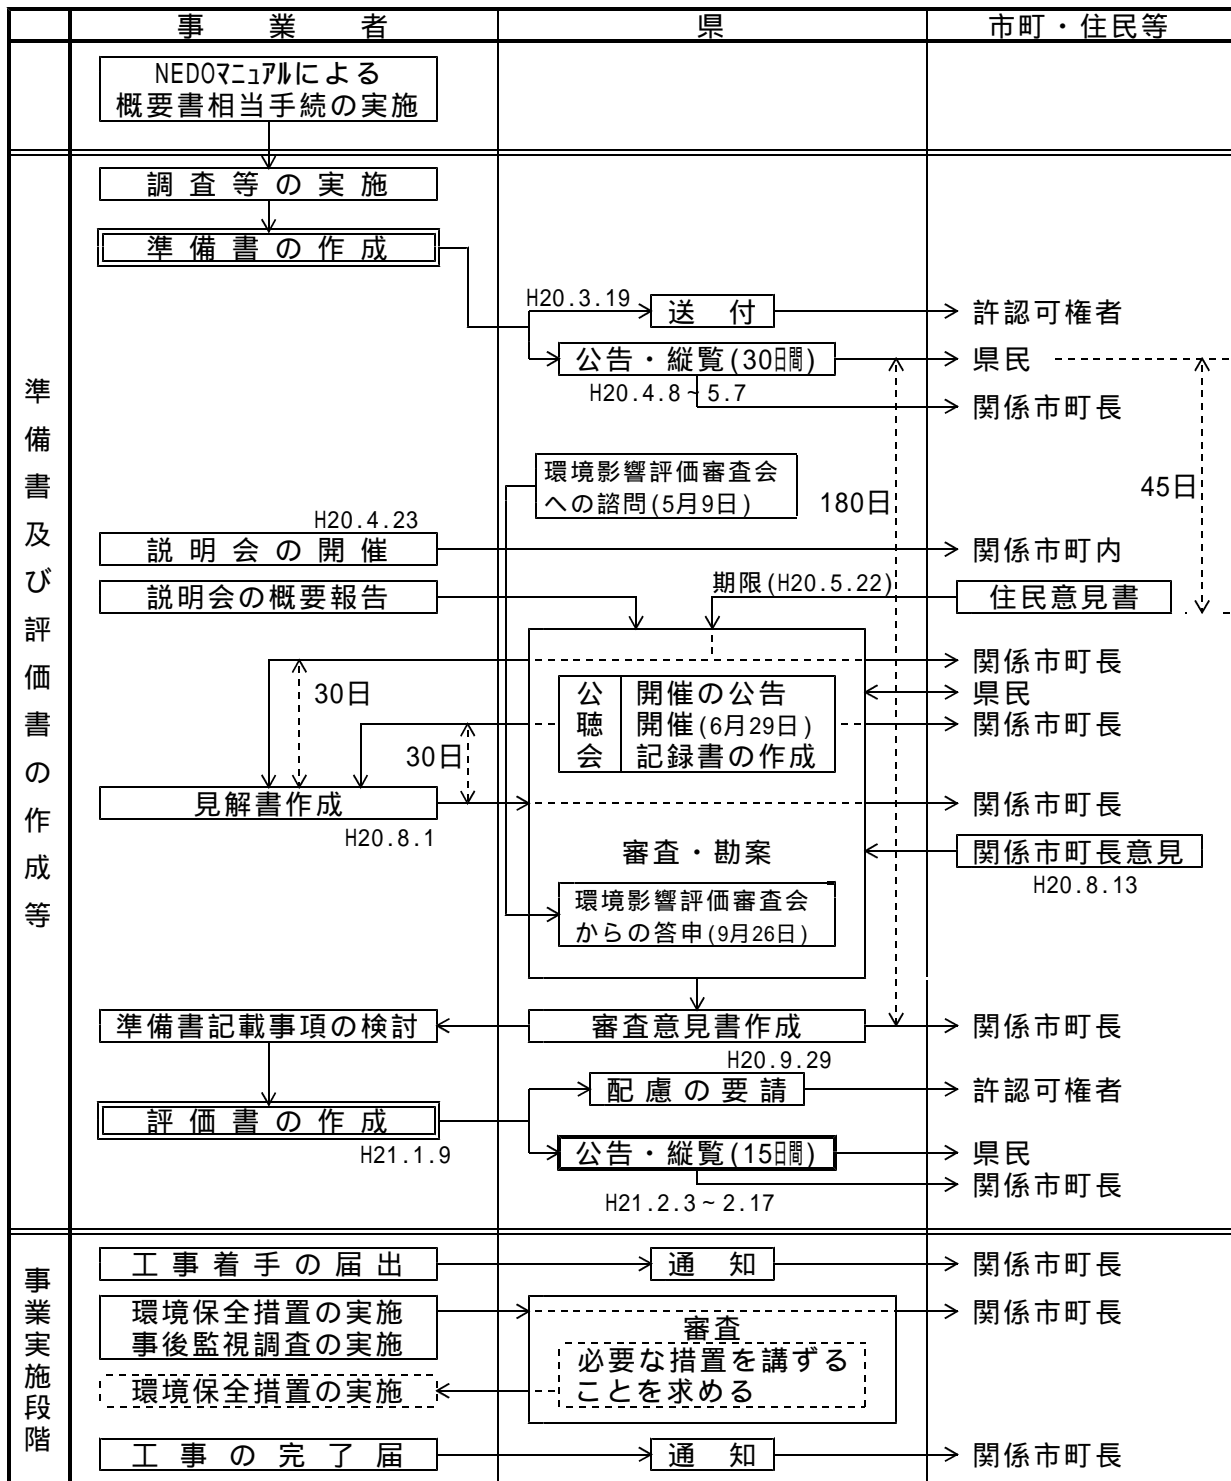 事業者 県 市町・住民等
NEDOマニュアルによる
概要書相当手続の実施
準備書及び評価書の作成等
調査等の実施
準備書の作成
H20.3.19
送付
許認可権者
公告・縦覧(30日間)
県民
H20.4.8~5.7
関係市町長
環境影響評価審査会
への諮問(5月9日)
180日
45日
H20.4.23
説明会の開催
関係市町内
説明会の概要報告
期限(H20.5.22)
住民意見書
関係市町長
30日
公聴会
開催の公告
開催(6月29日)
記録書の作成
県民
関係市町長
30日
見解書作成
関係市町長
H20.8.1
審査・勘案
関係市町長意見
H20.8.13
環境影響評価審査会
からの答申(9月26日)
準備書記載事項の検討
審査意見書作成
関係市町長
H20.9.29
配慮の要請
許認可権者
評価書の作成
H21.1.9
公告・縦覧(15日間)
県民
関係市町長
H21.2.3~2.17
事業実施段階
工事着手の届出
通知
関係市町長
環境保全措置の実施
事後監視調査の実施
関係市町長
審査
必要な措置を講ずる
ことを求める
環境保全措置の実施
工事の完了届
通知
関係市町長